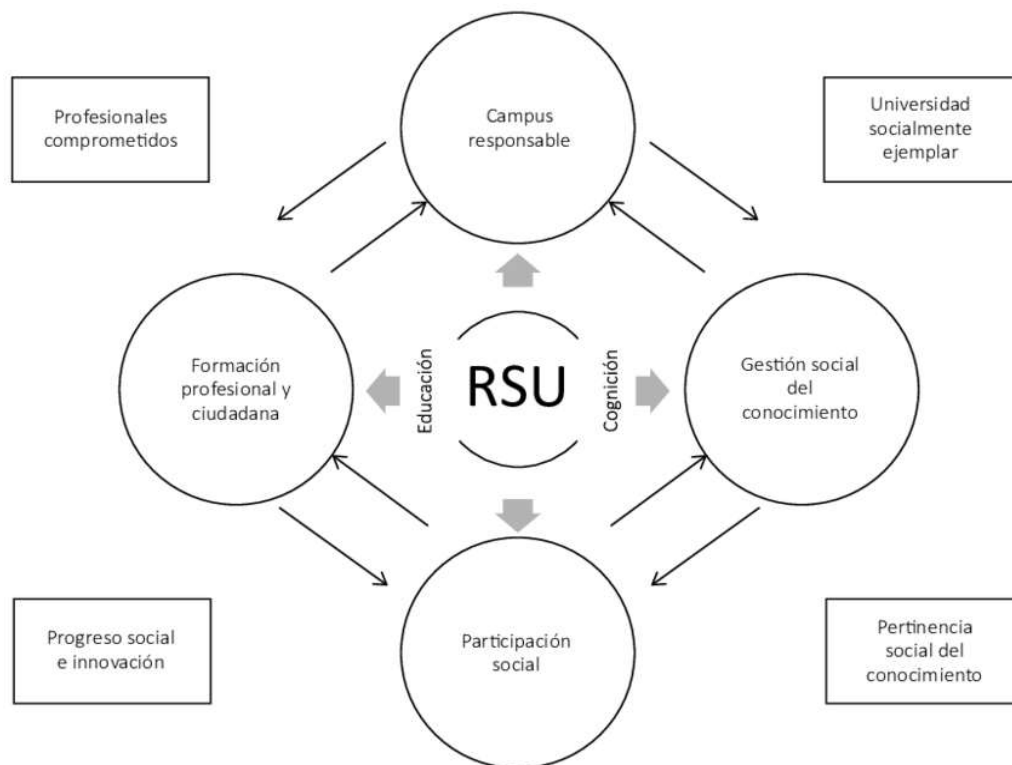 Campus
responsable
Profesionales
comprometidos
Universidad
socialmente
ejemplar
Formación
profesional y
ciudadana
Educación
RSU
Cognición
Gestión social
del
conocimiento
Progreso social
e innovación
Participación
social
Pertinencia
social del
conocimiento